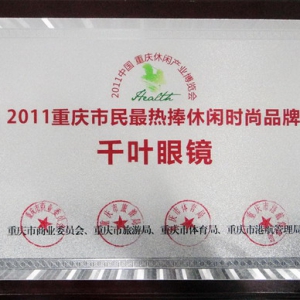 2011中国 重庆休闲产业博览会
Health
2011重庆市民最热捧休闲时尚品牌
千叶眼镜
重庆市商业委员会、重庆市旅游局、重庆市体育局、重庆市港航管理局